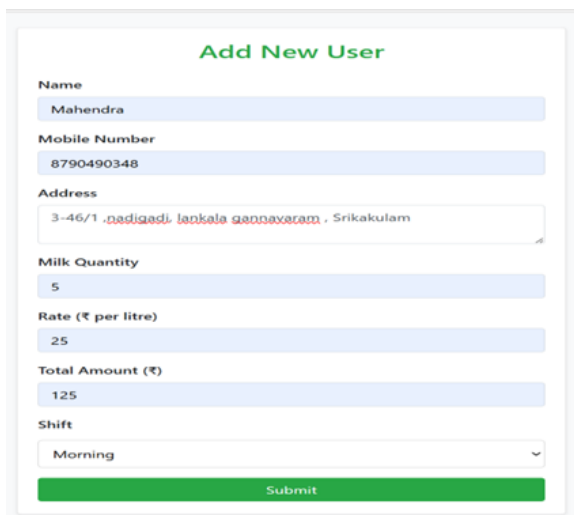 Add New User
Name
Mahendra
Mobile Number
8790490348
Address
3-46/1 ,nadigadi, lankala gannavaram , Srikakulam
Milk Quantity
5
Rate (₹ per litre)
25
Total Amount (₹)
125
Shift
Morning
Submit